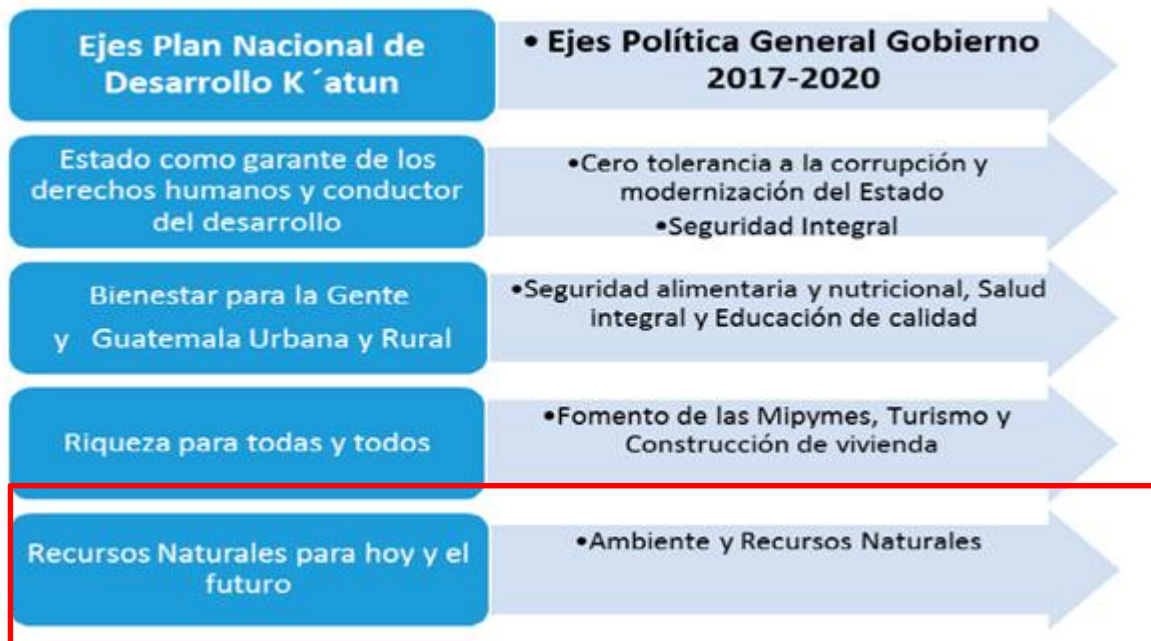 Ejes Plan Nacional de
Desarrollo K ´atun
• Ejes Política General Gobierno
2017-2020
Estado como garante de los
derechos humanos y conductor
del desarrollo
•Cero tolerancia a la corrupción y
modernización del Estado
•Seguridad Integral
Bienestar para la Gente
y Guatemala Urbana y Rural
•Seguridad alimentaria y nutricional, Salud
integral y Educación de calidad
Riqueza para todas y todos
•Fomento de las Mipymes, Turismo y
Construcción de vivienda
Recursos Naturales para hoy y el
futuro
•Ambiente y Recursos Naturales